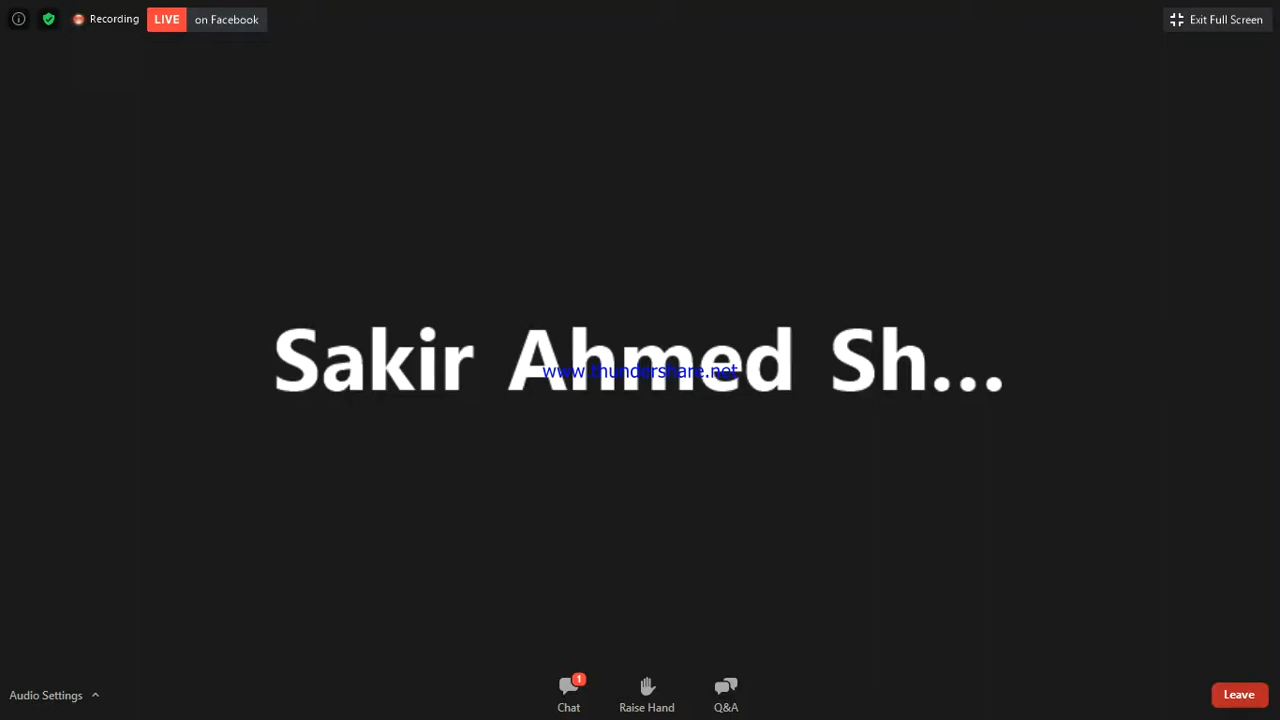 Recording LIVE on Facebook
Exit Full Screen
Sakir Ahmed Sh...
www.thundershare.net
1
Audio Settings
Chat
Raise Hand
Q&A
Leave